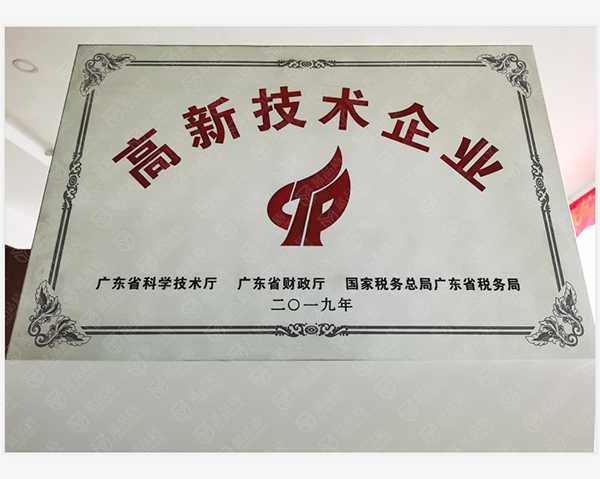 高新技术企业
广东省科学技术厅 广东省财政厅 国家税务总局广东省税务局
二〇一九年